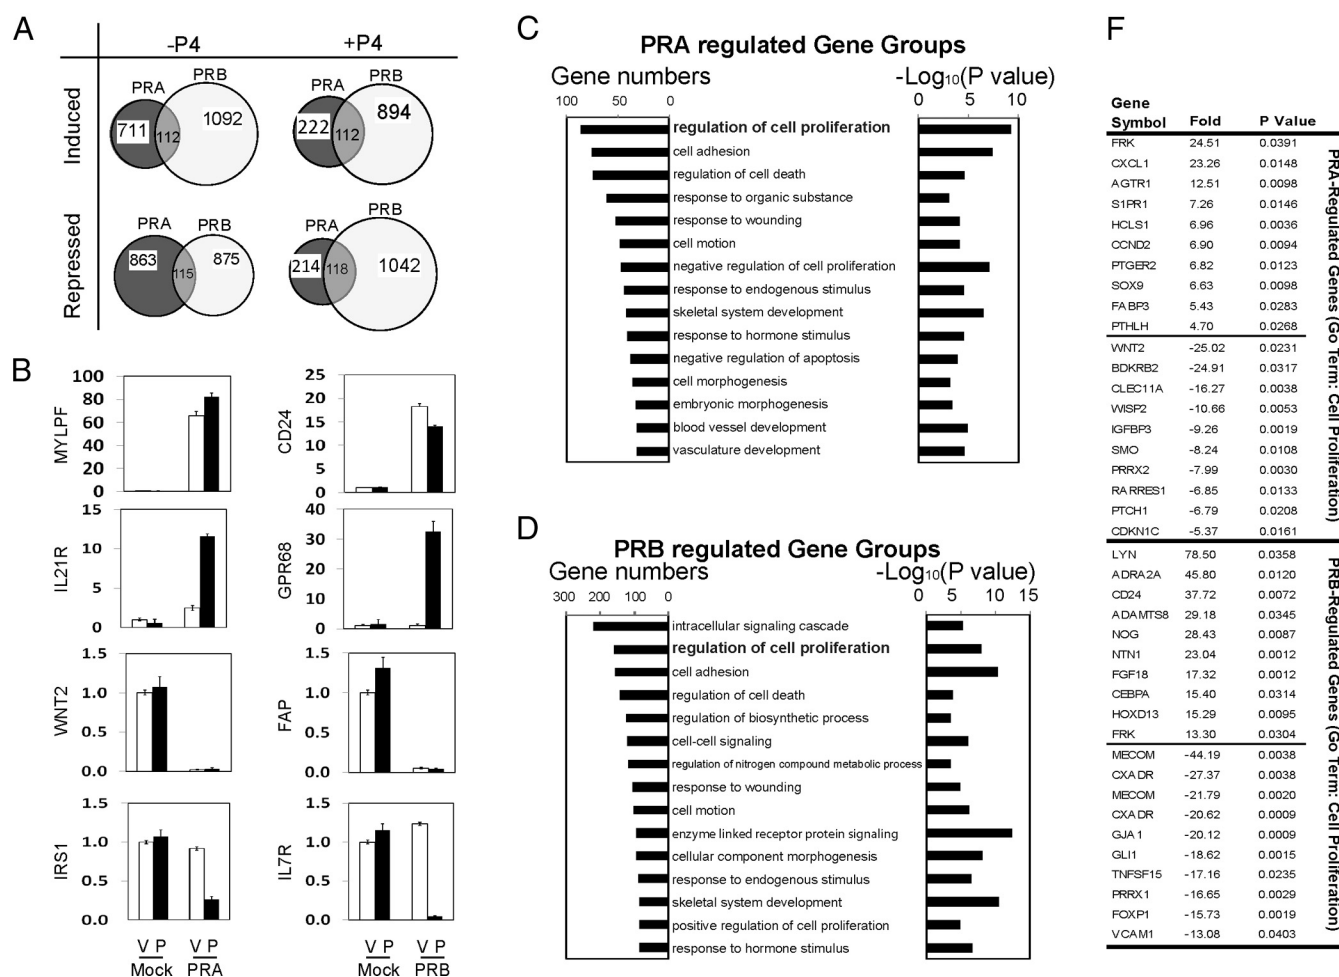 A
-P4 +P4
Induced
PRA PRB
711 112 1092
PRA PRB
222 112 894
Repressed
PRA PRB
863 115 875
PRA PRB
214 118 1042
B
MYLPF
100
80
60
40
20
0
CD24
25
20
15
10
5
0
IL21R
15
10
5
0
GPR68
40
30
20
10
0
WNT2
1.5
1.0
0.5
0.0
FAP
1.5
1.0
0.5
0.0
IRS1
1.5
1.0
0.5
0.0
IL7R
1.5
1.0
0.5
0.0
V P V P
Mock PRA
V P V P
Mock PRB
C
PRA regulated Gene Groups
Gene numbers -Log10(P value)
100 50 0 0 5 10
regulation of cell proliferation
cell adhesion
regulation of cell death
response to organic substance
response to wounding
cell motion
negative regulation of cell proliferation
response to endogenous stimulus
skeletal system development
response to hormone stimulus
negative regulation of apoptosis
cell morphogenesis
embryonic morphogenesis
blood vessel development
vasculature development
D
PRB regulated Gene Groups
Gene numbers -Log10(P value)
300 200 100 0 0 5 10 15
intracellular signaling cascade
regulation of cell proliferation
cell adhesion
regulation of cell death
regulation of biosynthetic process
cell-cell signaling
regulation of nitrogen compound metabolic process
response to wounding
cell motion
enzyme linked receptor protein signaling
cellular component morphogenesis
response to endogenous stimulus
skeletal system development
positive regulation of cell proliferation
response to hormone stimulus
F
Gene
Symbol Fold P Value
FRK 24.51 0.0391
CXCL1 23.26 0.0148
AGTR1 12.51 0.0098
S1PR1 7.26 0.0146
HCLS1 6.96 0.0036
CCND2 6.90 0.0094
PTGER2 6.82 0.0123
SOX9 6.63 0.0098
FABP3 5.43 0.0283
PTHLH 4.70 0.0268
WNT2 -25.02 0.0231
BDKRB2 -24.91 0.0317
CLEC11A -16.27 0.0038
WISP2 -10.66 0.0053
IGFBP3 -9.26 0.0019
SMO -8.24 0.0108
PRRX2 -7.99 0.0030
RARRES1 -6.85 0.0133
PTCH1 -6.79 0.0208
CDKN1C -5.37 0.0161
PRA-Regulated Genes (Go Term: Cell Proliferation)
LYN 78.50 0.0358
ADRA2A 45.80 0.0120
CD24 37.72 0.0072
ADAMTS8 29.18 0.0345
NOG 28.43 0.0087
NTN1 23.04 0.0012
FGF18 17.32 0.0012
CEBPA 15.40 0.0314
HOXD13 15.29 0.0095
FRK 13.30 0.0304
MECOM -44.19 0.0038
CXADR -27.37 0.0038
MECOM -21.79 0.0020
CXADR -20.62 0.0009
GJA1 -20.12 0.0009
GLI1 -18.62 0.0015
TNFSF15 -17.16 0.0235
PRRX1 -16.65 0.0029
FOXP1 -15.73 0.0019
VCAM1 -13.08 0.0403
PRB-Regulated Genes (Go Term: Cell Proliferation)